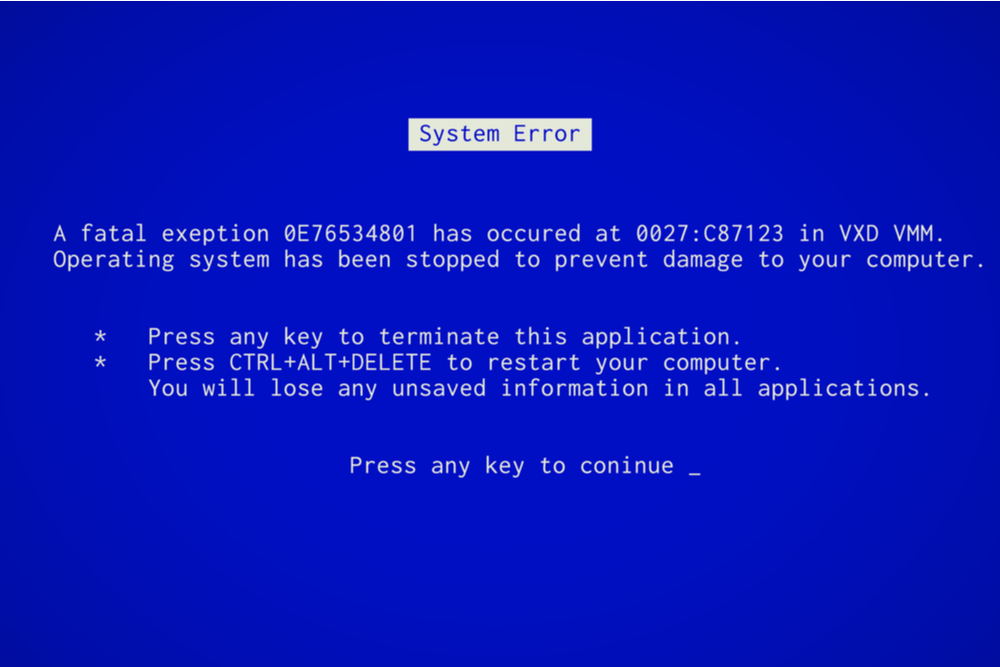 System Error
A fatal exeption 0E76534801 has occured at 0027:C87123 in VXD VMM.
Operating system has been stopped to prevent damage to your computer.
* Press any key to terminate this application.
* Press CTRL+ALT+DELETE to restart your computer.
You will lose any unsaved information in all applications.
Press any key to coninue _